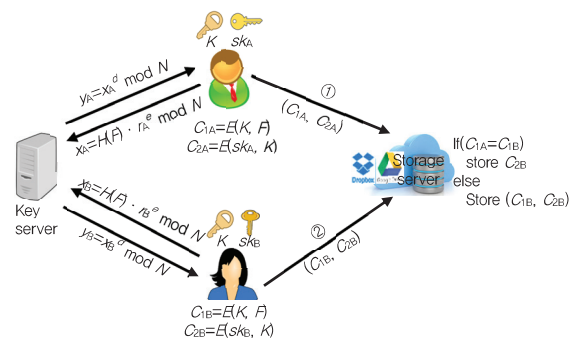 K skA
yA=xA^d mod N
xA=H(F) · rA^e mod N
①
(C1A, C2A)
C1A=E(K, F)
C2A=E(skA, K)
If(C1A=C1B)
store C2B
else
Store (C1B, C2B)
Storage
server
Dropbox
Key
server
xB=H(F) · rB^e mod N
yB=xB^d mod N
K skB
②
(C1B, C2B)
C1B=E(K, F)
C2B=E(skB, K)